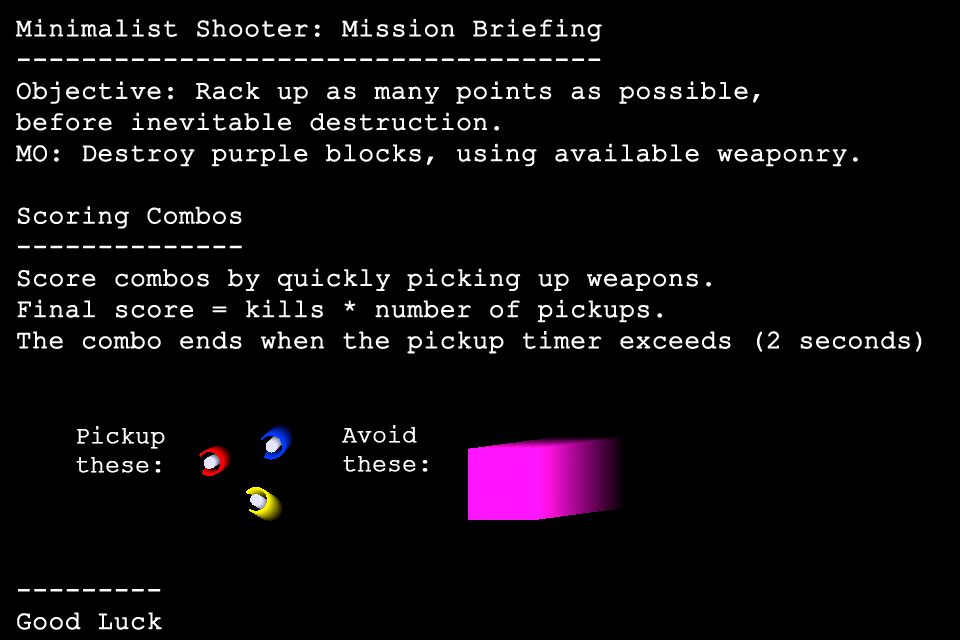 Minimalist Shooter: Mission Briefing
------------------------------------
Objective: Rack up as many points as possible,
before inevitable destruction.
MO: Destroy purple blocks, using available weaponry.
Scoring Combos
--------------
Score combos by quickly picking up weapons.
Final score = kills * number of pickups.
The combo ends when the pickup timer exceeds (2 seconds)
Pickup
these:
Avoid
these:
---------
Good Luck